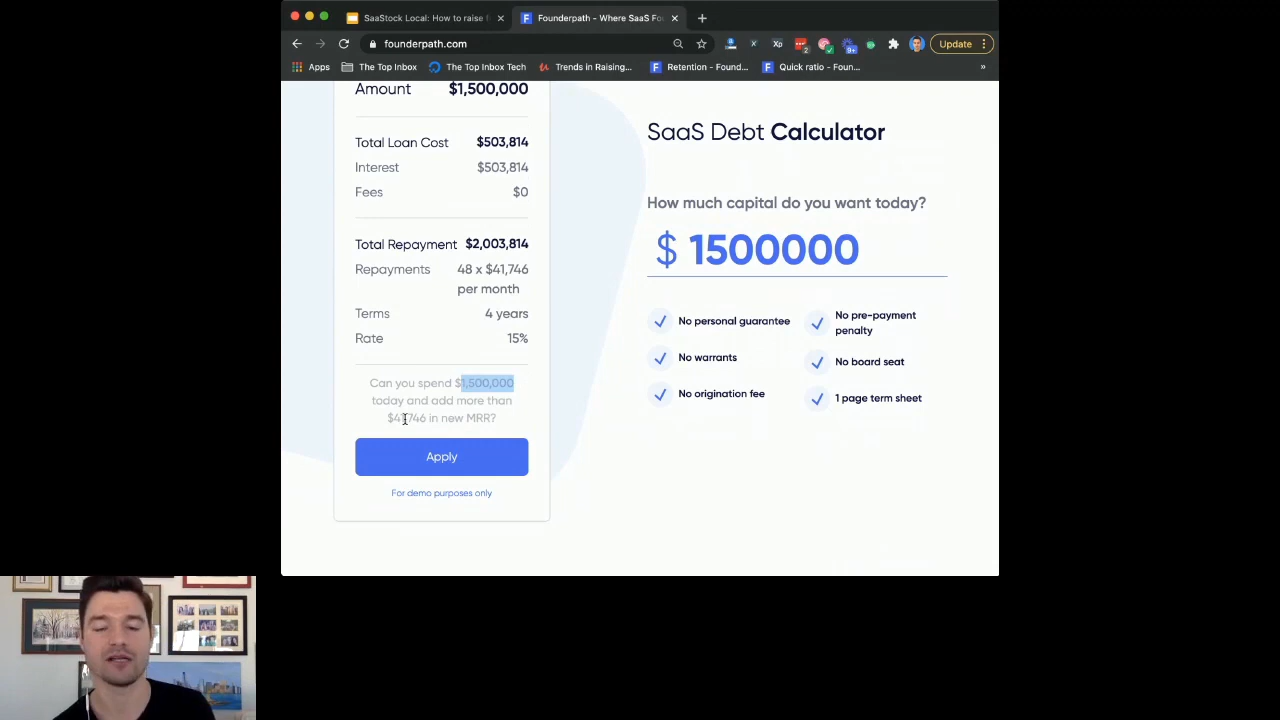 SaaStock Local: How to raise
Founderpath - Where SaaS Fo
founderpath.com
Update
Apps
The Top Inbox
The Top Inbox Tech
Trends in Raising...
Retention - Found...
Quick ratio - Foun...
»
Amount $1,500,000
Total Loan Cost $503,814
Interest $503,814
Fees $0
Total Repayment $2,003,814
Repayments 48 x $41,746
per month
Terms 4 years
Rate 15%
Can you spend $1,500,000
today and add more than
$41,746 in new MRR?
Apply
For demo purposes only
SaaS Debt Calculator
How much capital do you want today?
$ 1500000
No personal guarantee
No warrants
No origination fee
No pre-payment
penalty
No board seat
1 page term sheet